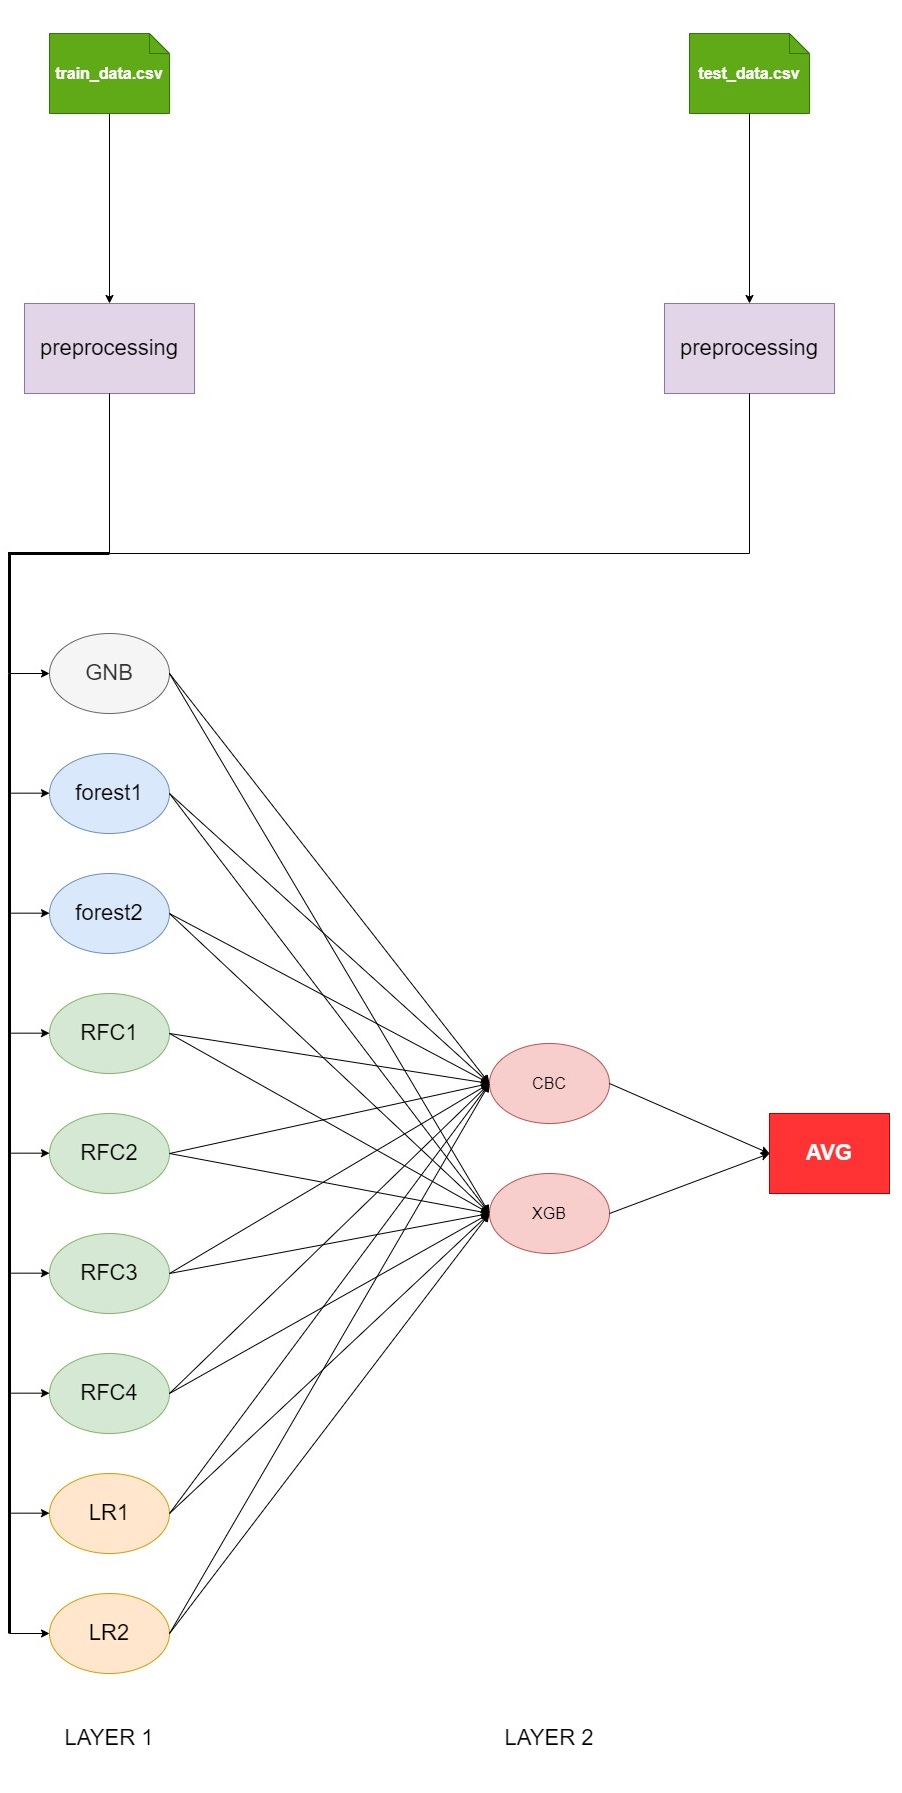 train_data.csv
test_data.csv
preprocessing
preprocessing
GNB
forest1
forest2
RFC1
RFC2
RFC3
RFC4
LR1
LR2
CBC
XGB
AVG
LAYER 1
LAYER 2